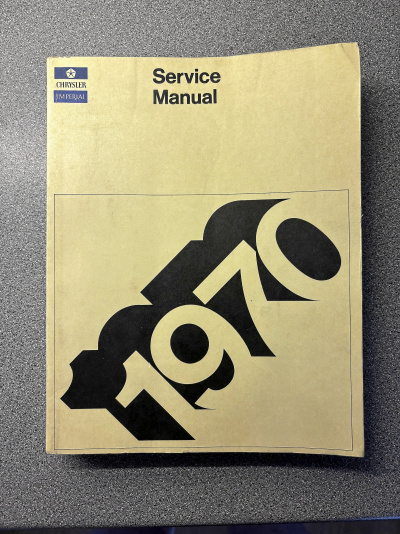 CHRYSLER
IMPERIAL
Service
Manual
1970